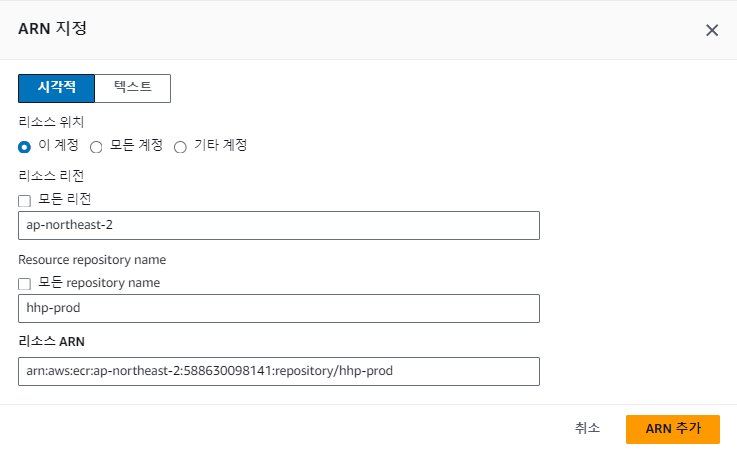 ARN 지정
시각적 텍스트
리소스 위치
이 계정 모든 계정 기타 계정
리소스 리전
모든 리전
ap-northeast-2
Resource repository name
모든 repository name
hhp-prod
리소스 ARN
arn:aws:ecr:ap-northeast-2:588630098141:repository/hhp-prod
취소 ARN 추가